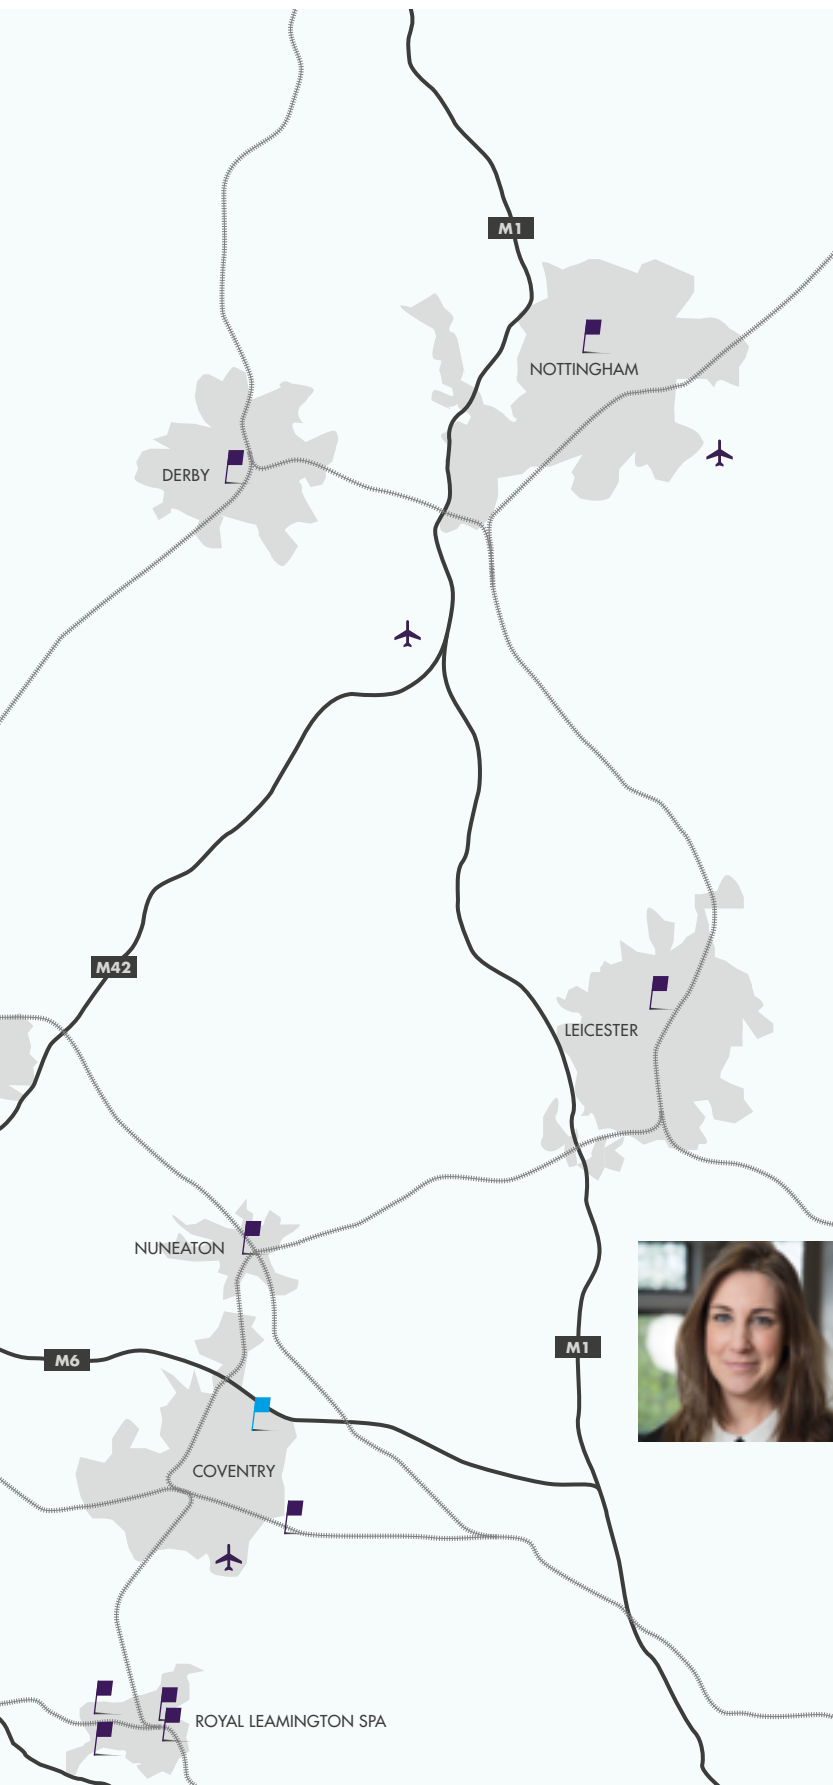 M1
NOTTINGHAM
DERBY
M42
LEICESTER
NUNEATON
M1
M6
COVENTRY
ROYAL LEAMINGTON SPA